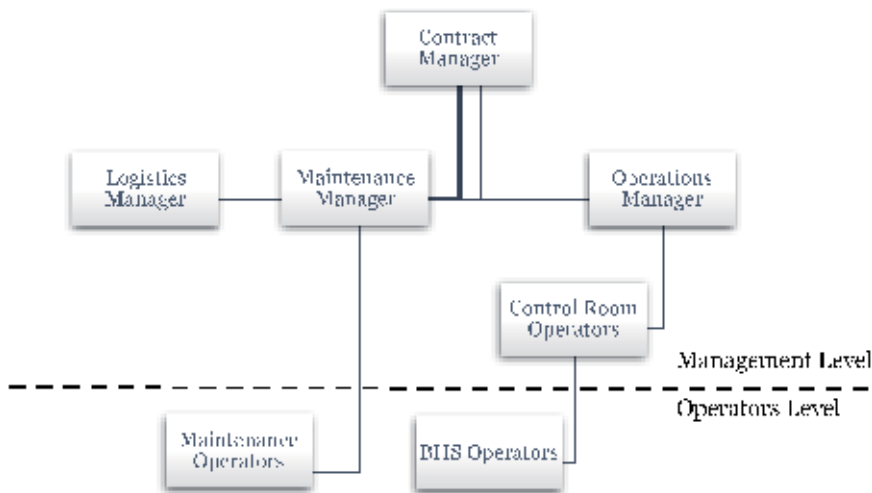 Contract
Manager
Logistics
Manager
Maintenance
Manager
Operations
Manager
Control Room
Operators
Management Level
Operators Level
Maintenance
Operators
BHS Operators